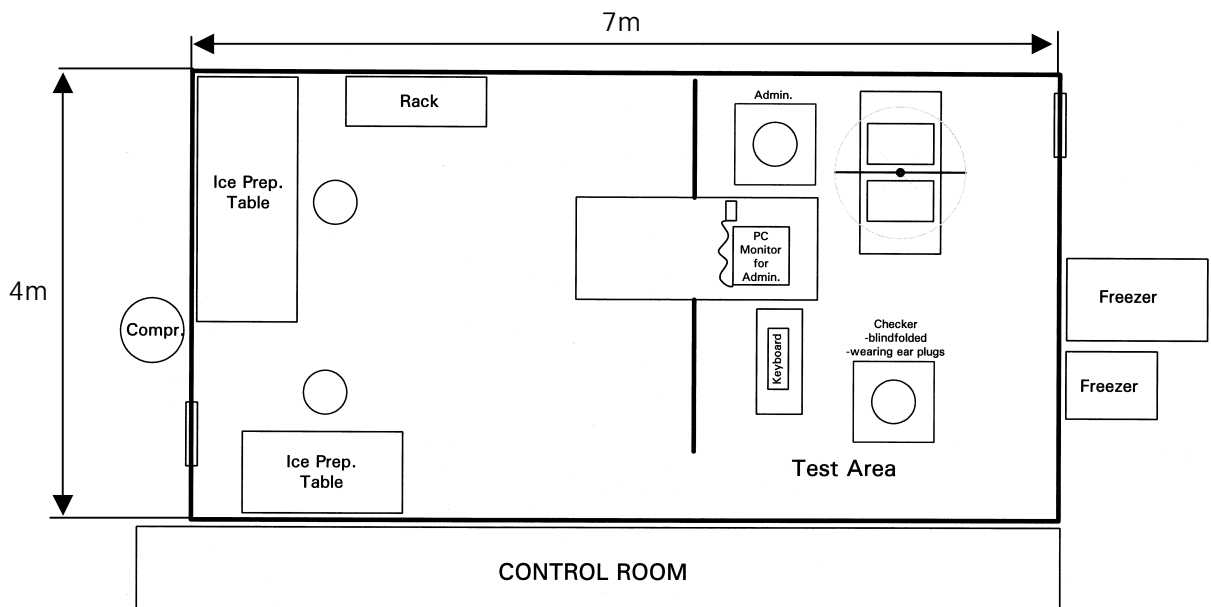 7m
Rack
Admin.
Ice Prep.
Table
4m
PC
Monitor
for
Admin.
Freezer
Compr.
Checker
-blindfolded
-wearing ear plugs
Keyboard
Freezer
Ice Prep.
Table
Test Area
CONTROL ROOM